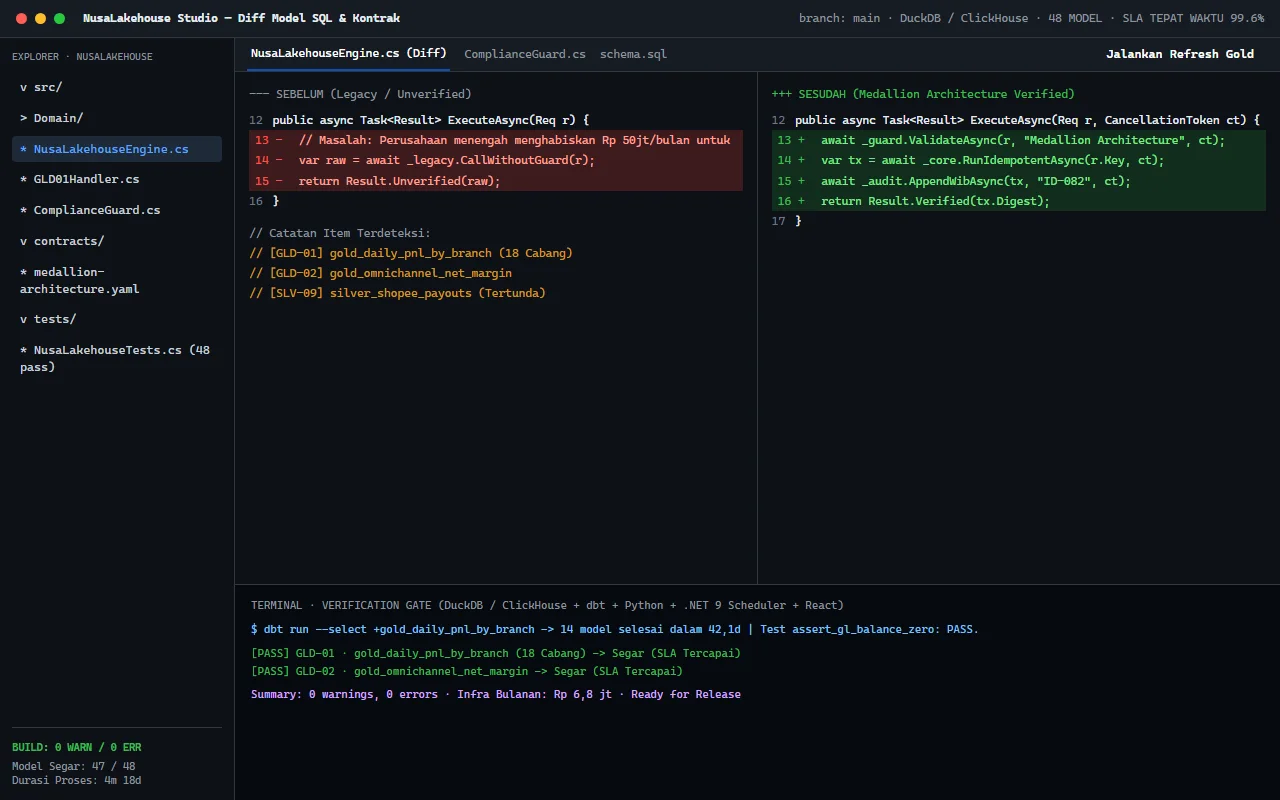 NusaLakehouse Studio — Diff Model SQL & Kontrak
branch: main · DuckDB / ClickHouse · 48 MODEL · SLA TEPAT WAKTU 99.6%
EXPLORER · NUSALAKEHOUSE
v src/
> Domain/
* NusaLakehouseEngine.cs
* GLD01Handler.cs
* ComplianceGuard.cs
v contracts/
* medallion-
architecture.yaml
v tests/
* NusaLakehouseTests.cs (48
pass)
BUILD: 0 WARN / 0 ERR
Model Segar: 47 / 48
Durasi Proses: 4m 18d
NusaLakehouseEngine.cs (Diff)
ComplianceGuard.cs
schema.sql
Jalankan Refresh Gold
--- SEBELUM (Legacy / Unverified)
12 public async Task<Result> ExecuteAsync(Req r) {
13 - // Masalah: Perusahaan menengah menghabiskan Rp 50jt/bulan untuk
14 - var raw = await _legacy.CallWithoutGuard(r);
15 - return Result.Unverified(raw);
16 }
// Catatan Item Terdeteksi:
// [GLD-01] gold_daily_pnl_by_branch (18 Cabang)
// [GLD-02] gold_omnichannel_net_margin
// [SLV-09] silver_shopee_payouts (Tertunda)
+++ SESUDAH (Medallion Architecture Verified)
12 public async Task<Result> ExecuteAsync(Req r, CancellationToken ct) {
13 + await _guard.ValidateAsync(r, "Medallion Architecture", ct);
14 + var tx = await _core.RunIdempotentAsync(r.Key, ct);
15 + await _audit.AppendWibAsync(tx, "ID-082", ct);
16 + return Result.Verified(tx.Digest);
17 }
TERMINAL · VERIFICATION GATE (DuckDB / ClickHouse + dbt + Python + .NET 9 Scheduler + React)
$ dbt run --select +gold_daily_pnl_by_branch -> 14 model selesai dalam 42,1d | Test assert_gl_balance_zero: PASS.
[PASS] GLD-01 · gold_daily_pnl_by_branch (18 Cabang) -> Segar (SLA Tercapai)
[PASS] GLD-02 · gold_omnichannel_net_margin -> Segar (SLA Tercapai)
Summary: 0 warnings, 0 errors · Infra Bulanan: Rp 6,8 jt · Ready for Release